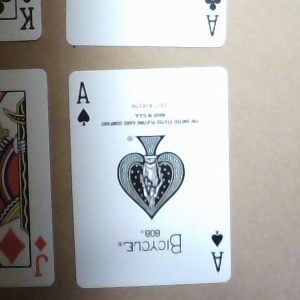 K
A
A
THE UNITED STATES PLAYING CARD COMPANY
MADE IN U.S.A.
®
808®
BICYCLE®
A
J